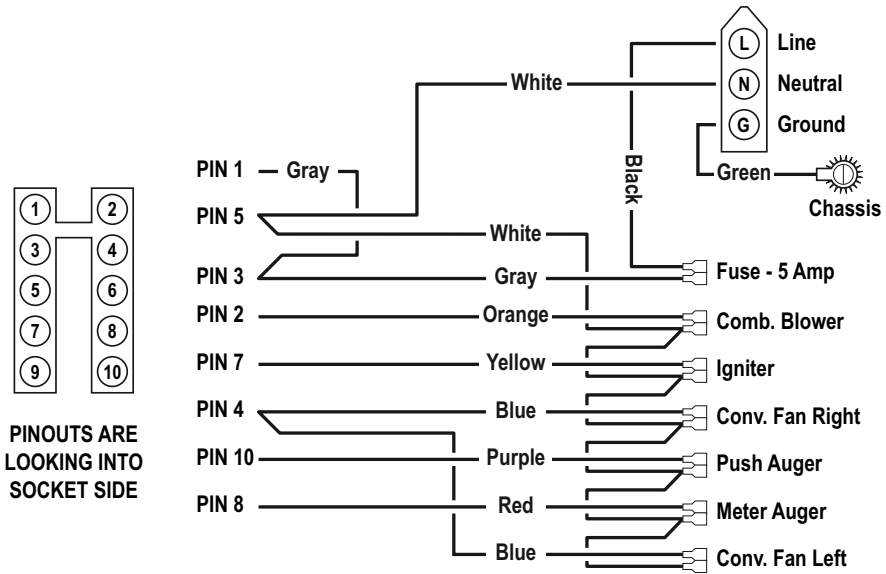 L Line
White N Neutral
G Ground
PIN 1 Gray
Black
Green
1 2
PIN 5
Chassis
White
3 4
PIN 3 Gray Fuse - 5 Amp
5 6
PIN 2 Orange Comb. Blower
7 8
PIN 7 Yellow Igniter
9 10
PIN 4 Blue Conv. Fan Right
PINOUTS ARE
LOOKING INTO
SOCKET SIDE
PIN 10 Purple Push Auger
PIN 8 Red Meter Auger
Blue Conv. Fan Left